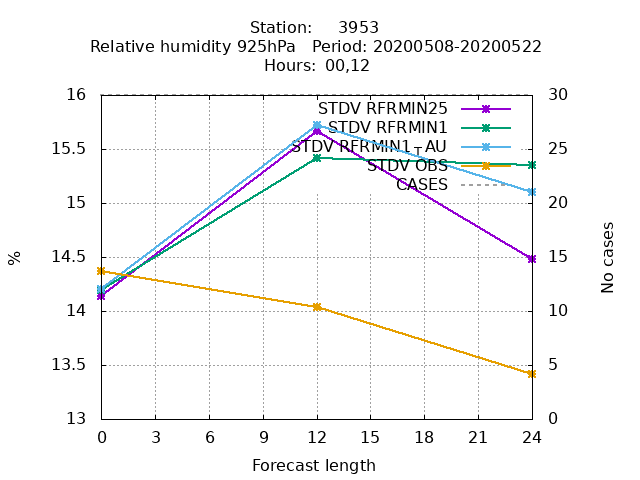 Station:     3953
Relative humidity 925hPa   Period: 20200508-20200522
Hours: 00,12
16
15.5
15
14.5
14
13.5
13
%
STDV RFRMIN25
STDV RFRMIN1
STDV RFRMIN1_AU
STDV OBS
CASES
30
25
20
15
10
5
0
No cases
0 3 6 9 12 15 18 21 24
Forecast length